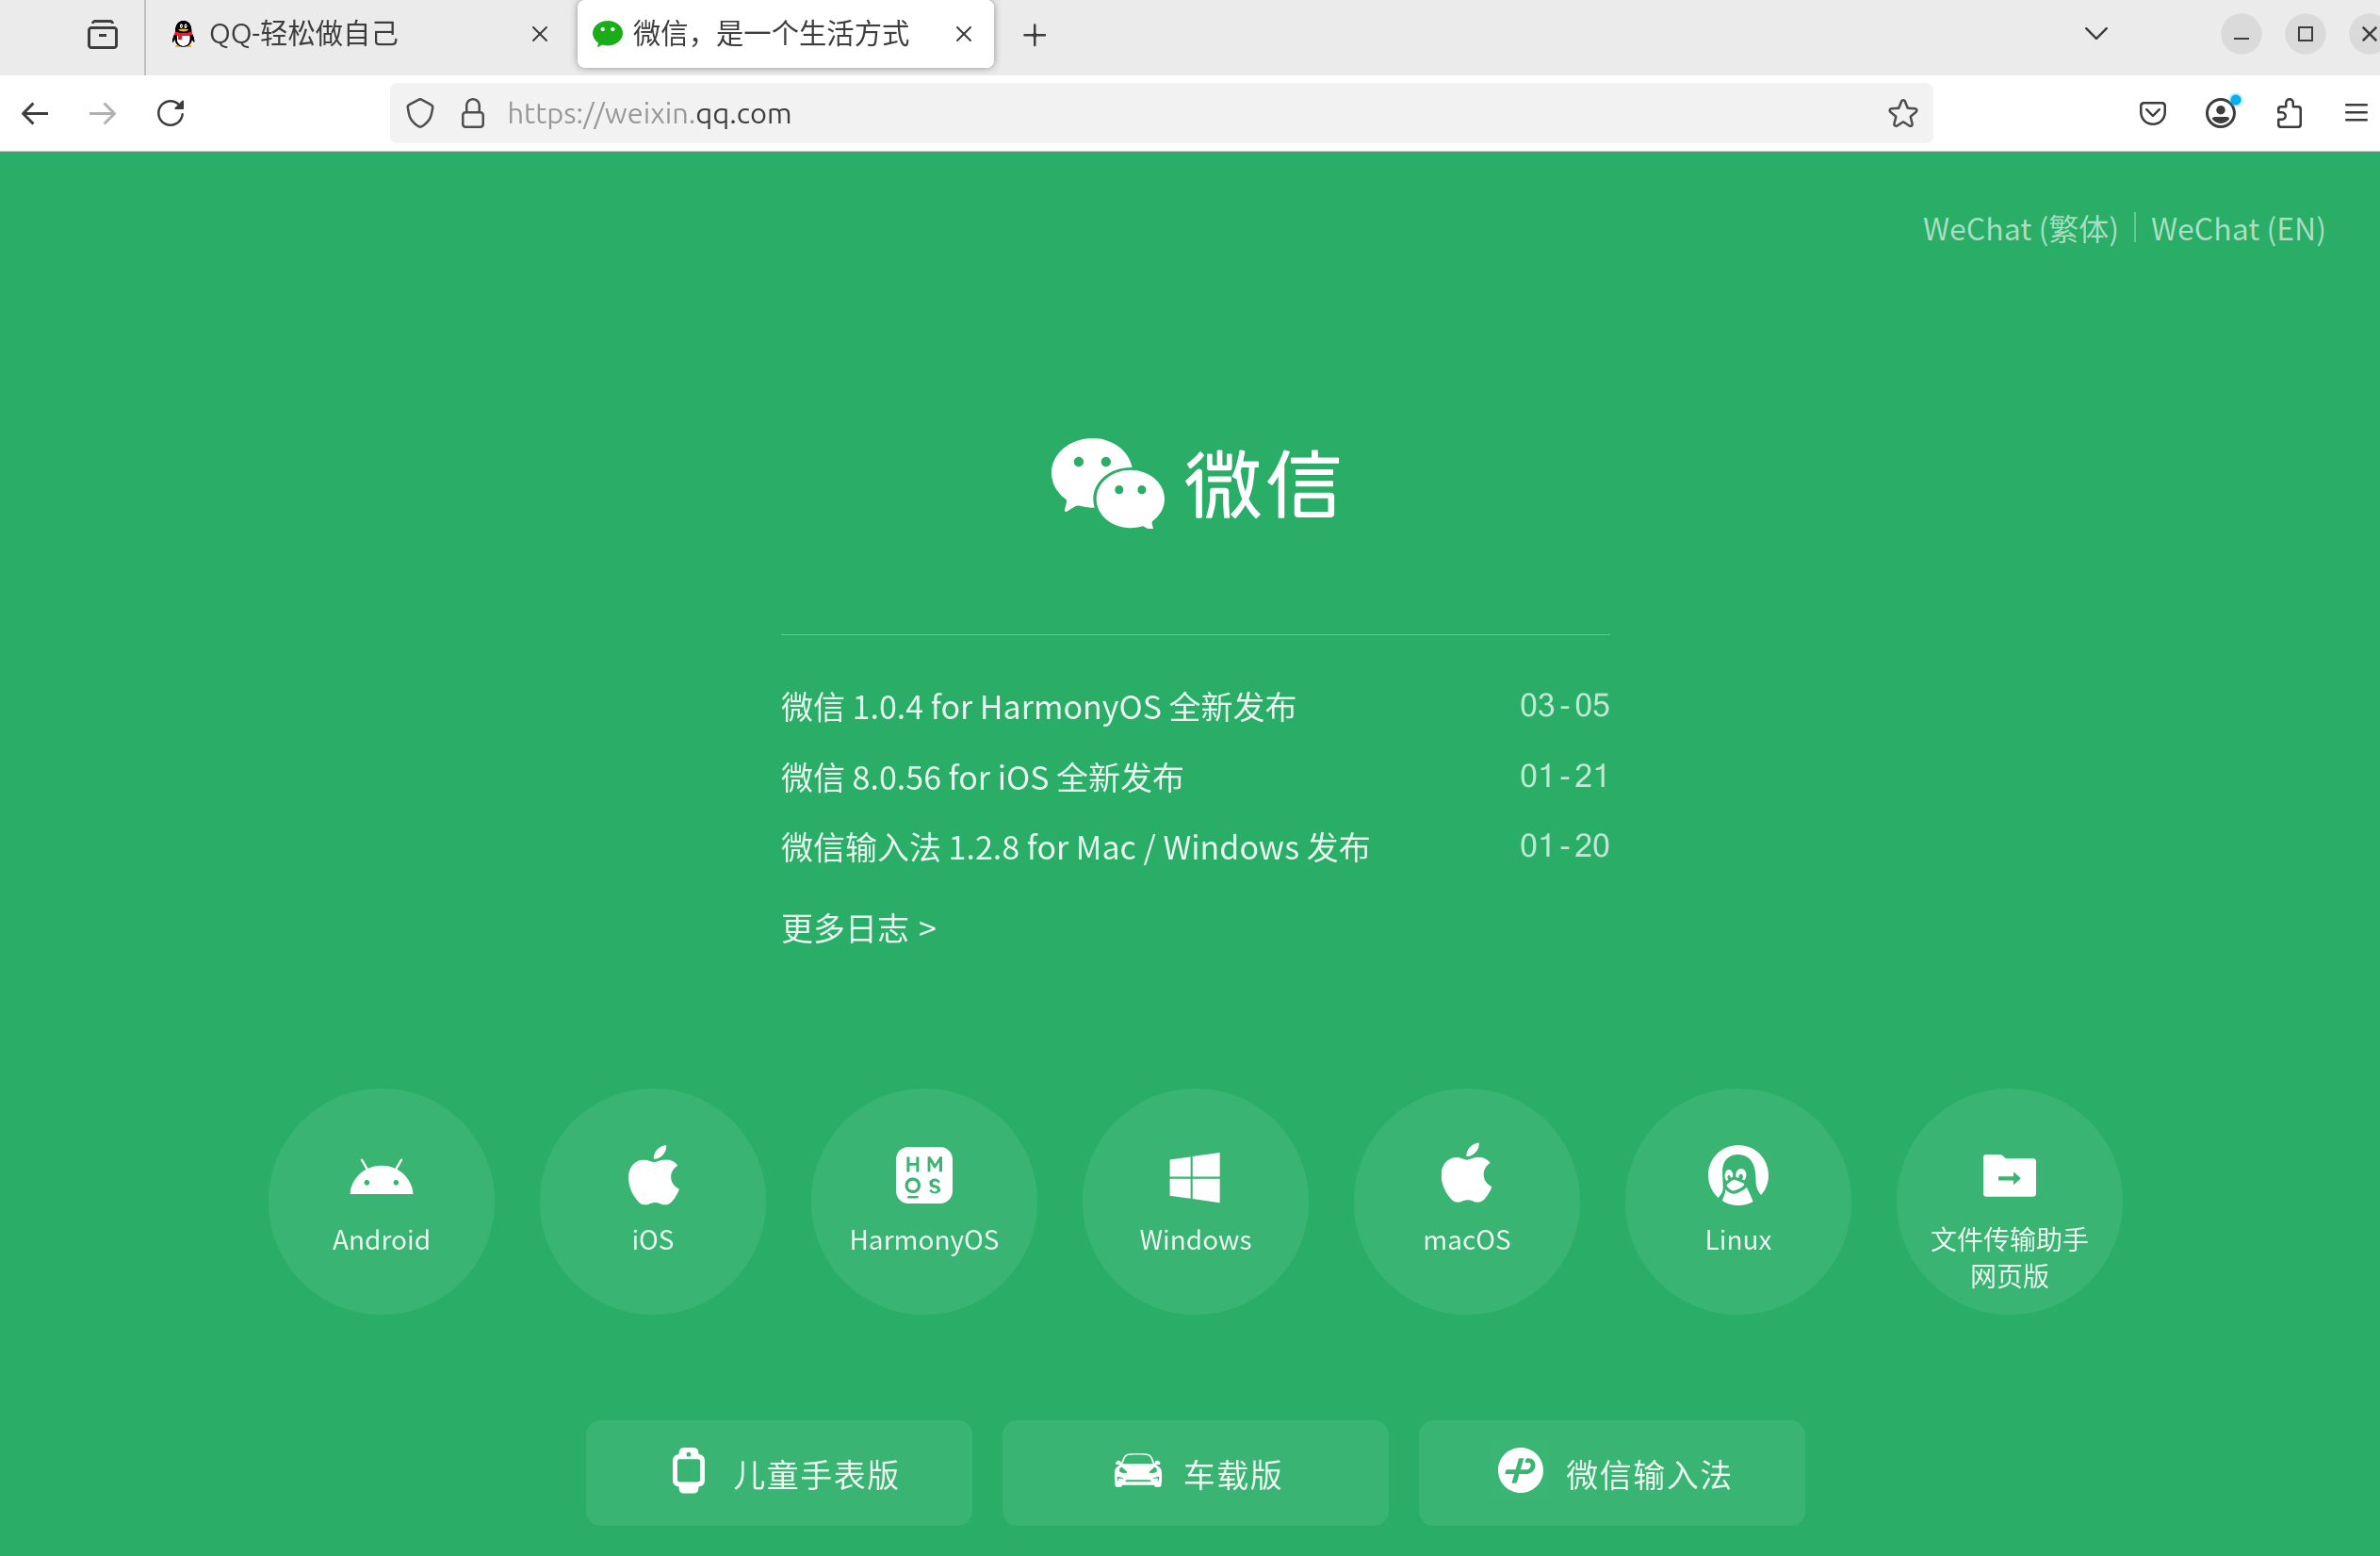 QQ-轻松做自己
微信，是一个生活方式
https://weixin.qq.com
WeChat (繁体)
WeChat (EN)
微信
微信 1.0.4 for HarmonyOS 全新发布 03-05
微信 8.0.56 for iOS 全新发布 01-21
微信输入法 1.2.8 for Mac / Windows 发布 01-20
更多日志 >
HM
OS
Android
iOS
HarmonyOS
Windows
macOS
Linux
文件传输助手
网页版
儿童手表版
车载版
微信输入法